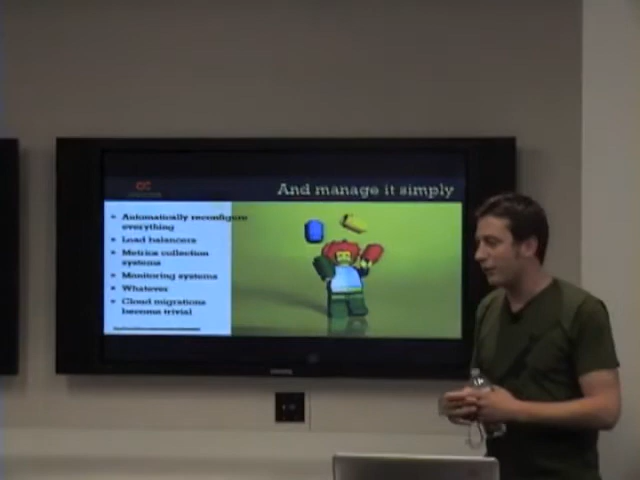 And manage it simply
Automatically reconfigure
everything
Load balancers
Metrics collection
systems
Monitoring systems
Whatever
Cloud migrations
become trivial